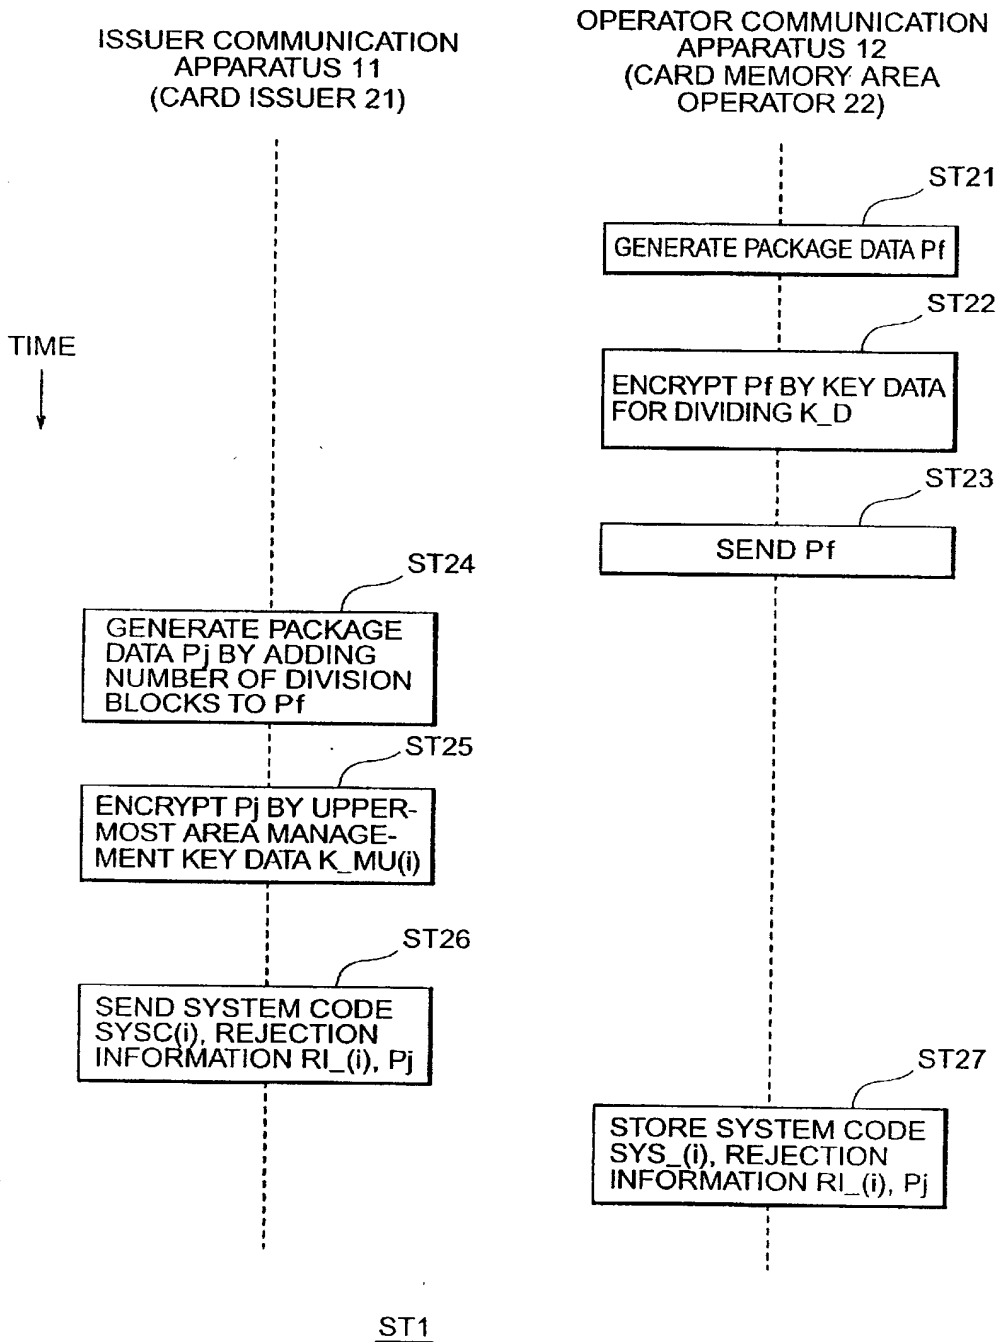 ISSUER COMMUNICATION
APPARATUS 11
(CARD ISSUER 21)
OPERATOR COMMUNICATION
APPARATUS 12
(CARD MEMORY AREA
OPERATOR 22)
ST21
GENERATE PACKAGE DATA Pf
ST22
TIME
ENCRYPT Pf BY KEY DATA
FOR DIVIDING K_D
ST23
SEND Pf
ST24
GENERATE PACKAGE
DATA Pj BY ADDING
NUMBER OF DIVISION
BLOCKS TO Pf
ST25
ENCRYPT Pj BY UPPER-
MOST AREA MANAGE-
MENT KEY DATA K_MU(i)
ST26
SEND SYSTEM CODE
SYSC(i), REJECTION
INFORMATION RI_(i), Pj
ST27
STORE SYSTEM CODE
SYS_(i), REJECTION
INFORMATION RI_(i), Pj
ST1